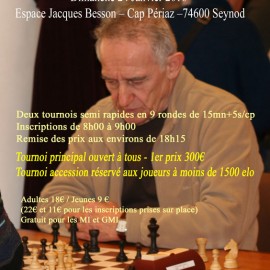 Espace Jacques Besson – Cap Périaz –74600 Seynod
Deux tournois semi rapides en 9 rondes de 15mn+5s/cp
Inscriptions de 8h00 à 9h00
Remise des prix aux environs de 18h15
Tournoi principal ouvert à tous - 1er prix 300€
Tournoi accession réservé aux joueurs à moins de 1500 elo
Adultes 18€ / Jeunes 9 €
(22€ et 11€ pour les inscriptions prises sur place)
Gratuit pour les MI et GMI